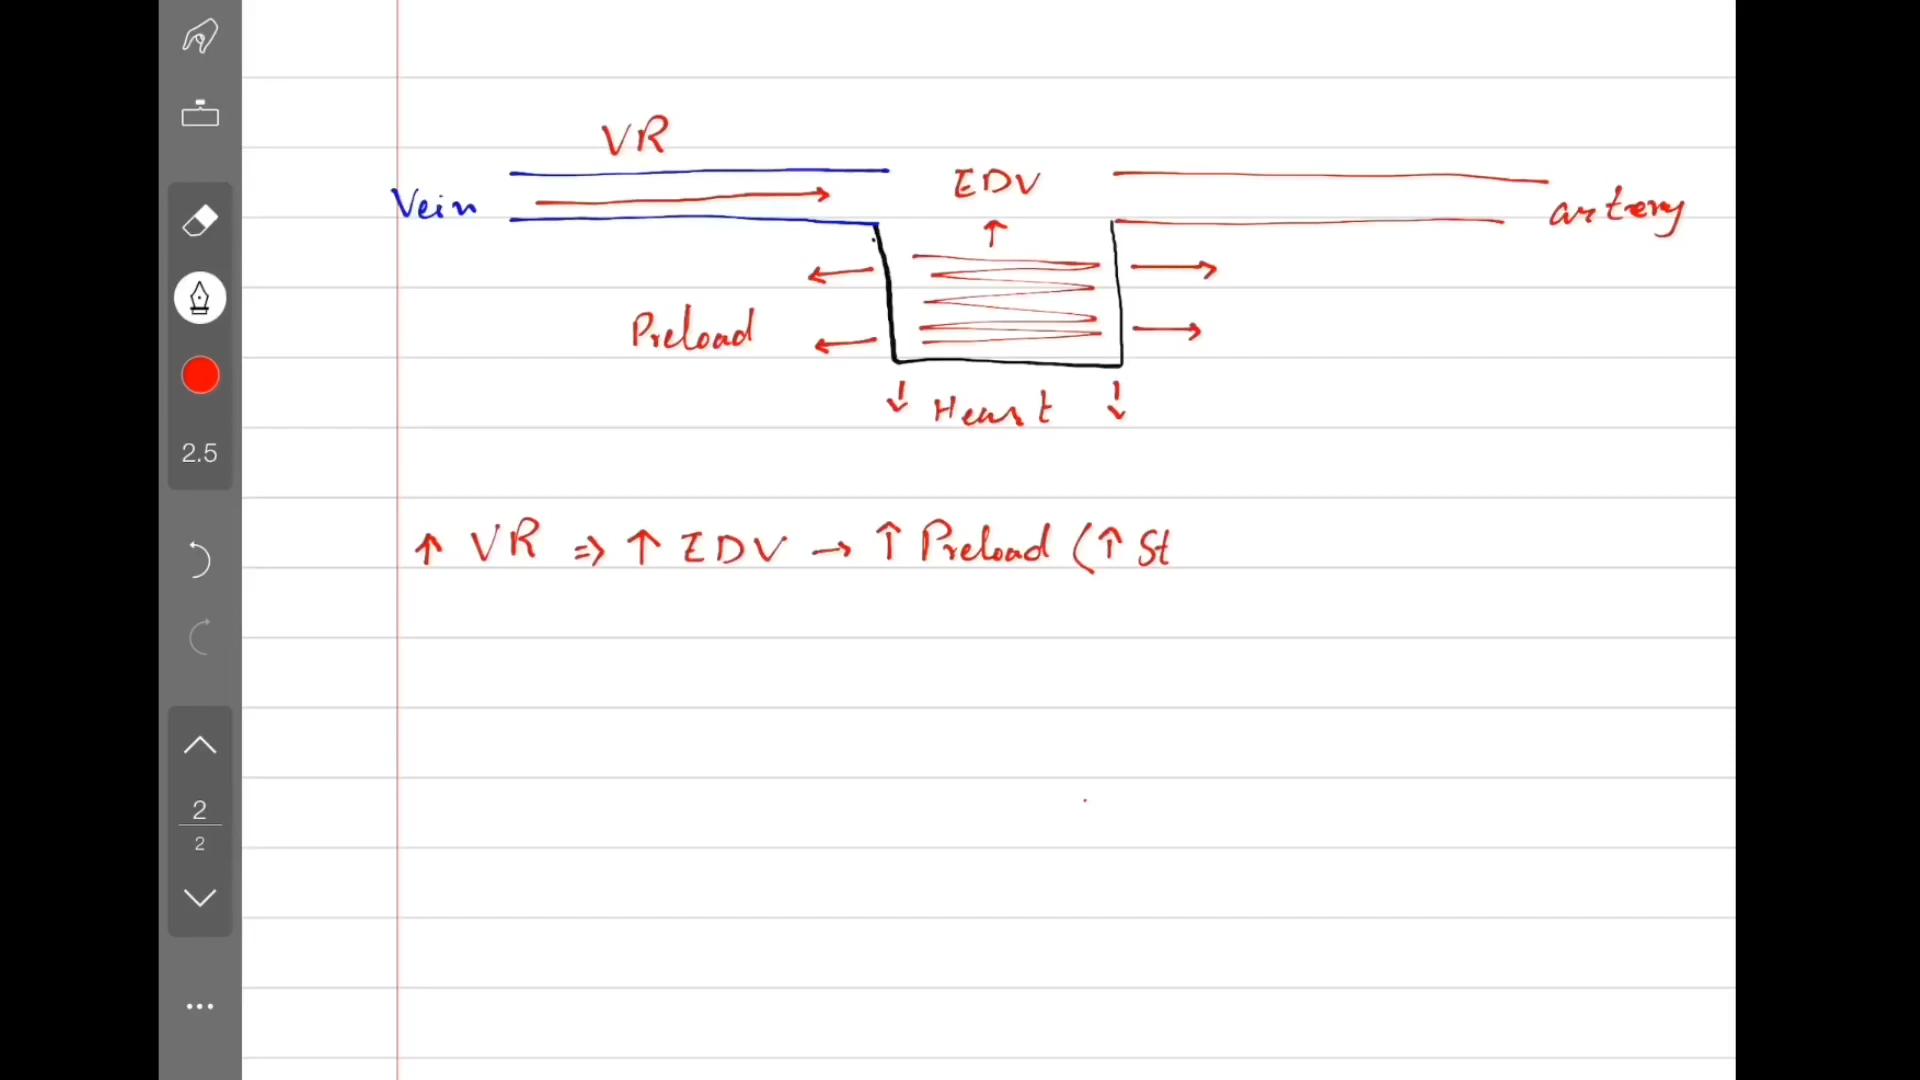 VR
EDV
Vein
artery
Preload
Heart
2.5
↑ VR ⇒ ↑ EDV → ↑ Preload (↑ St
2
2